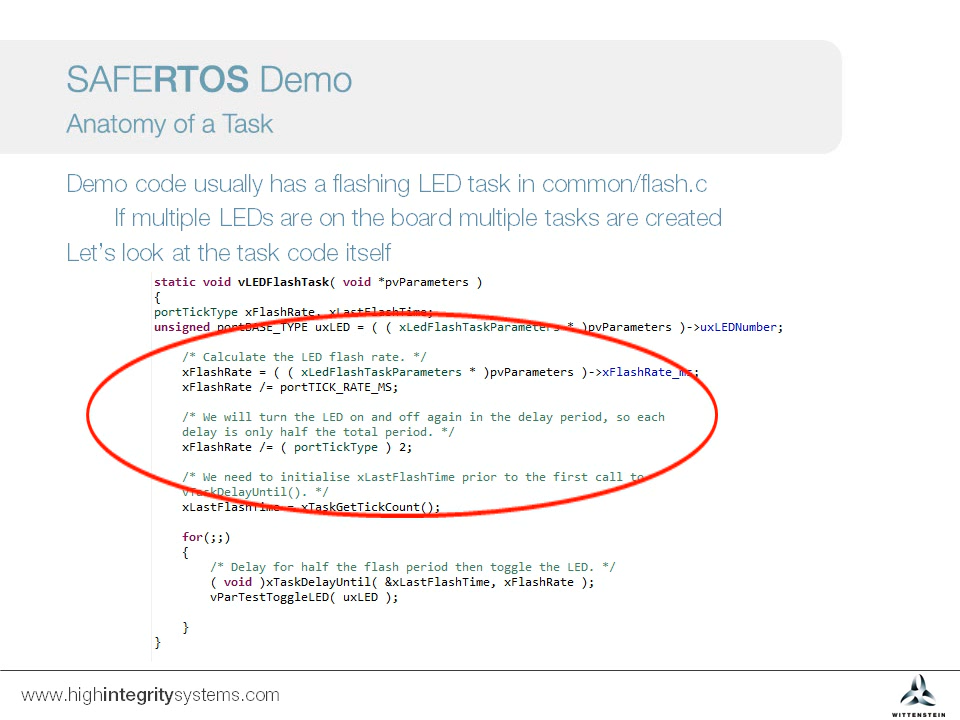 SAFERTOS Demo
Anatomy of a Task
Demo code usually has a flashing LED task in common/flash.c
If multiple LEDs are on the board multiple tasks are created
Let's look at the task code itself
static void vLEDFlashTask( void *pvParameters )
{
portTickType xFlashRate, xLastFlashTime;
unsigned portBASE_TYPE uxLED = ( ( xLedFlashTaskParameters * )pvParameters )->uxLEDNumber;
/* Calculate the LED flash rate. */
xFlashRate = ( ( xLedFlashTaskParameters * )pvParameters )->xFlashRate_ms;
xFlashRate /= portTICK_RATE_MS;
/* We will turn the LED on and off again in the delay period, so each
delay is only half the total period. */
xFlashRate /= ( portTickType ) 2;
/* We need to initialise xLastFlashTime prior to the first call to
vTaskDelayUntil(). */
xLastFlashTime = xTaskGetTickCount();
for(;;)
{
/* Delay for half the flash period then toggle the LED. */
( void )xTaskDelayUntil( &xLastFlashTime, xFlashRate );
vParTestToggleLED( uxLED );
}
}
www.highintegritysystems.com
WITTENSTEIN